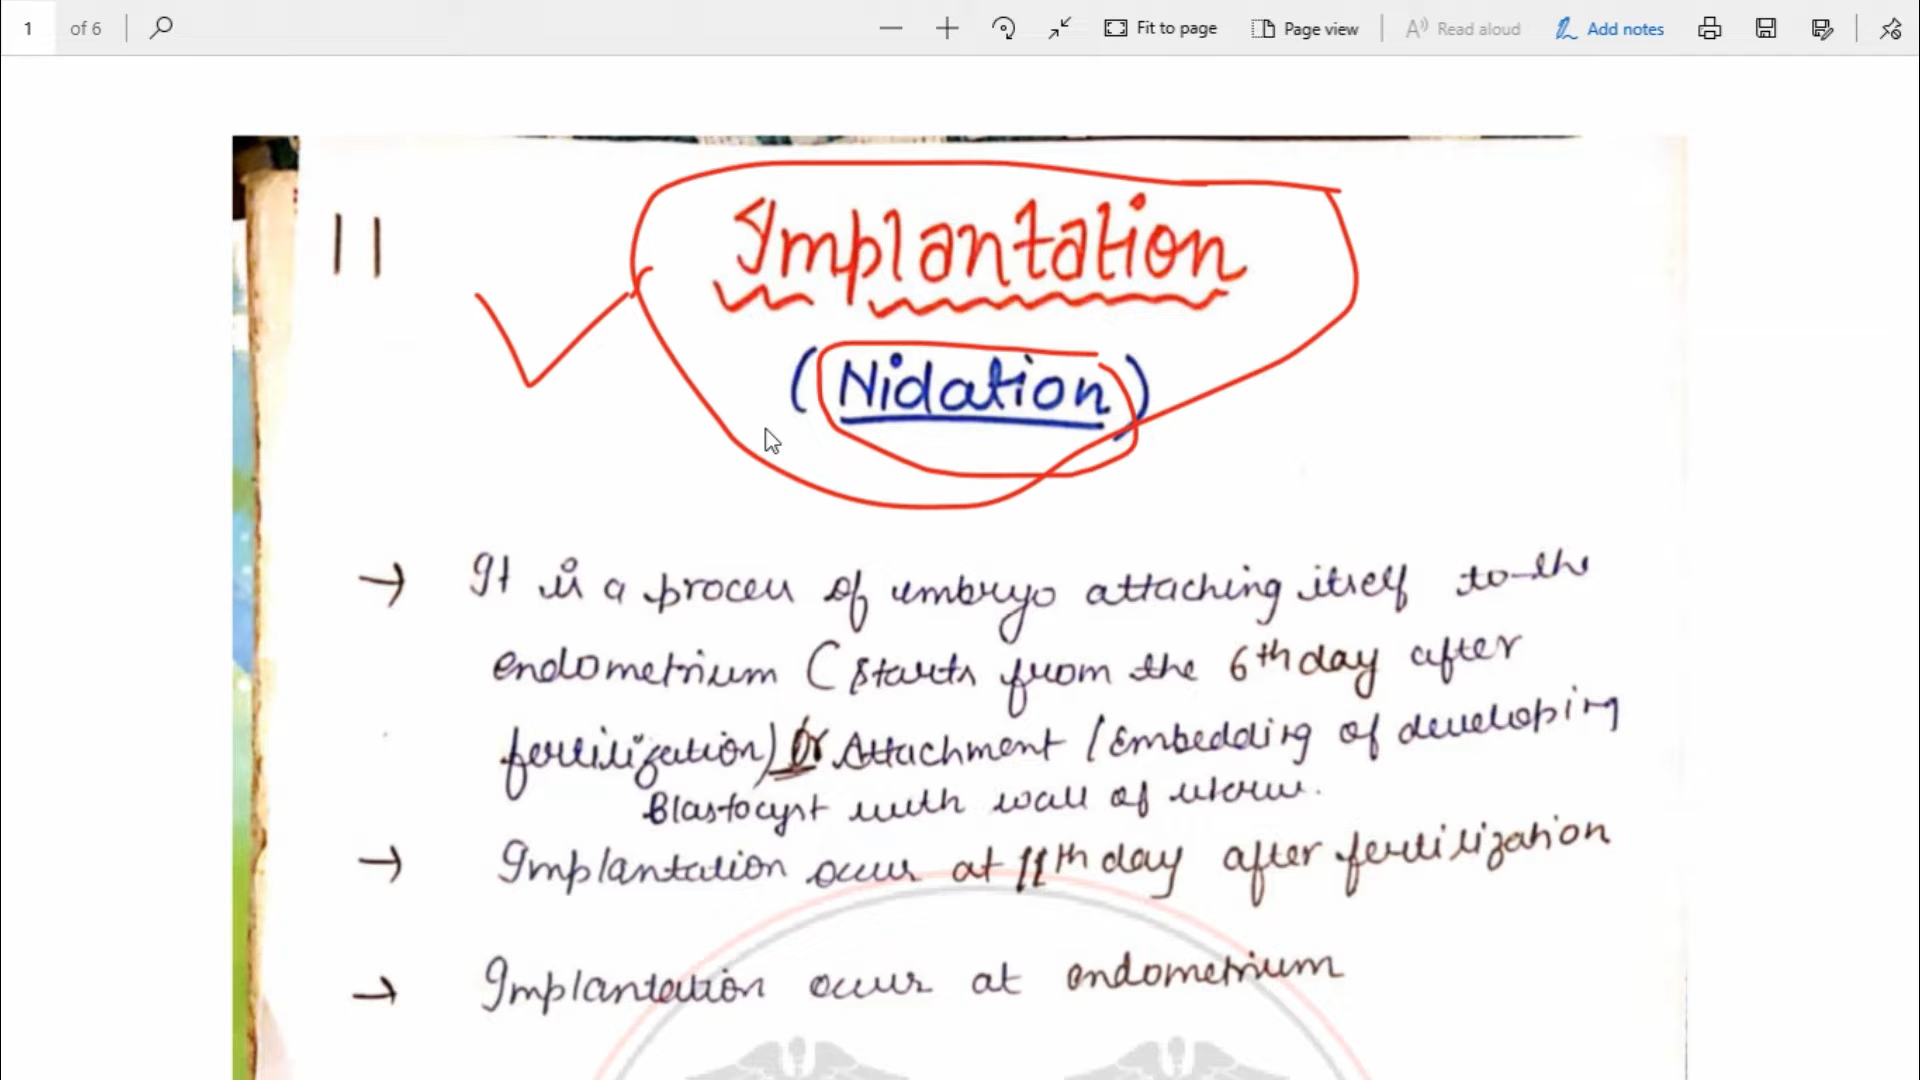 1 of 6 Fit to page Page view Read aloud Add notes
11
Implantation
(Nidation)
→ It is a process of embryo attaching itself to the
endometrium (starts from the 6th day after
fertilization) Or Attachment / Embedding of developing
Blastocyst with wall of uterus.
→ Implantation occur at 11th day after fertilization
→ Implantation occur at endometrium